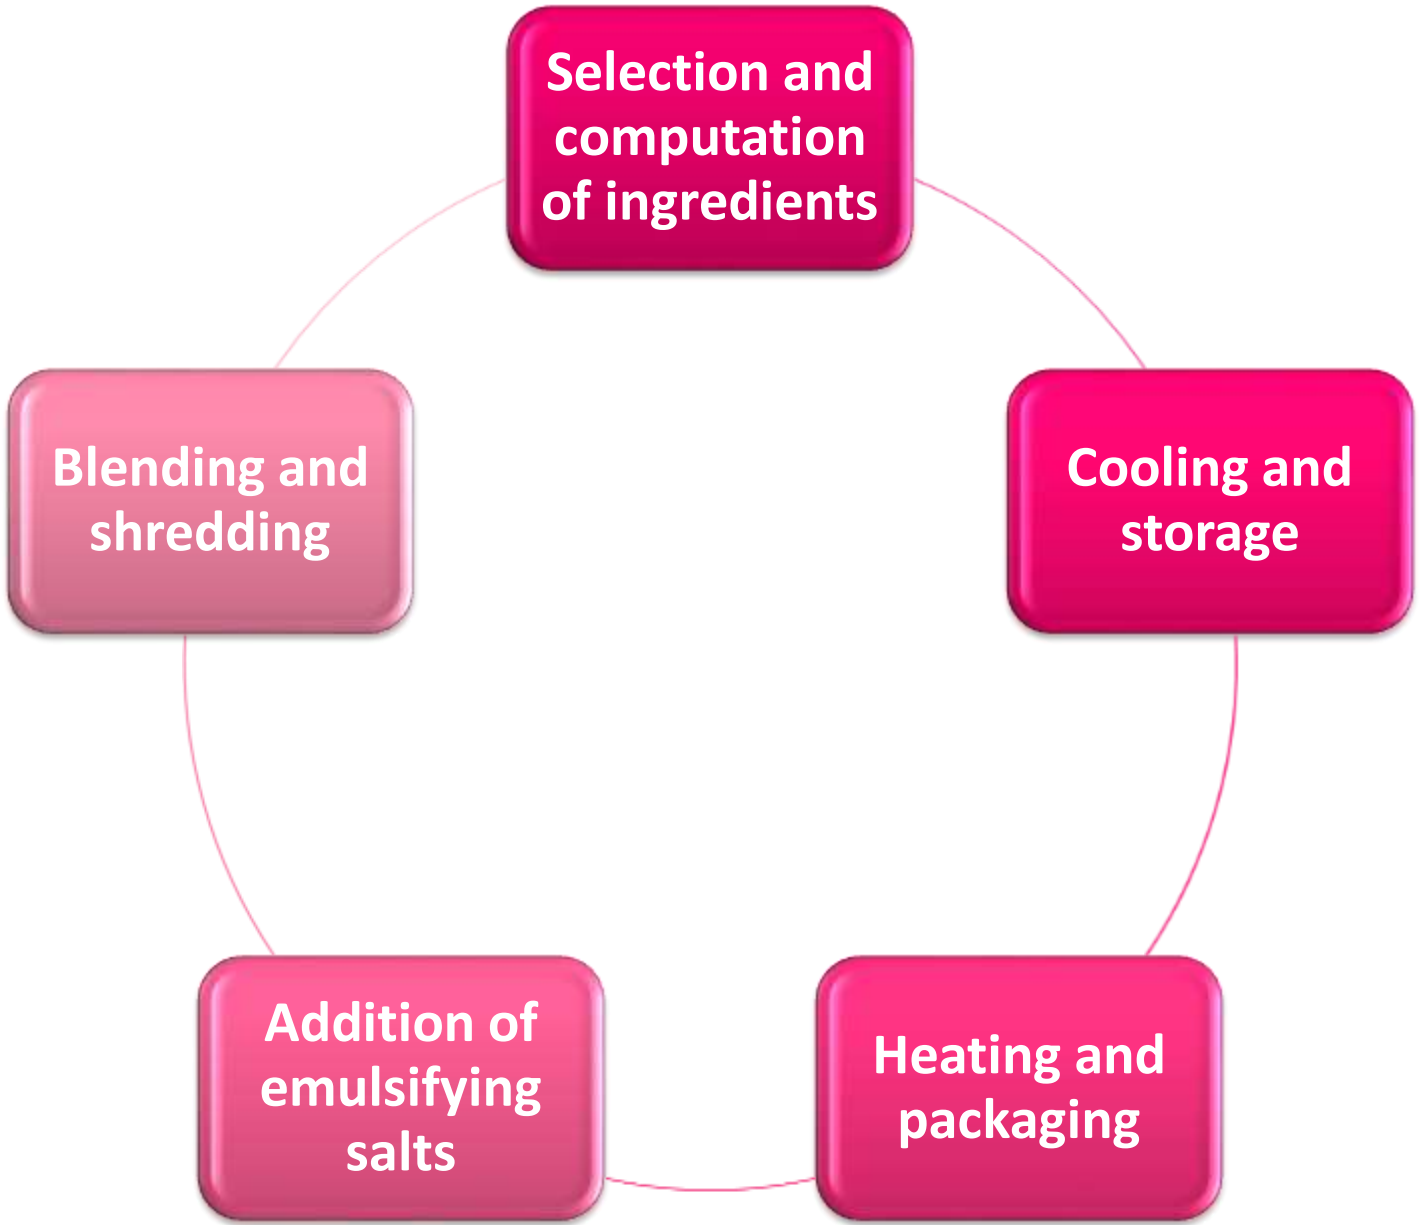 Selection and
computation
of ingredients
Blending and
shredding
Cooling and
storage
Addition of
emulsifying
salts
Heating and
packaging